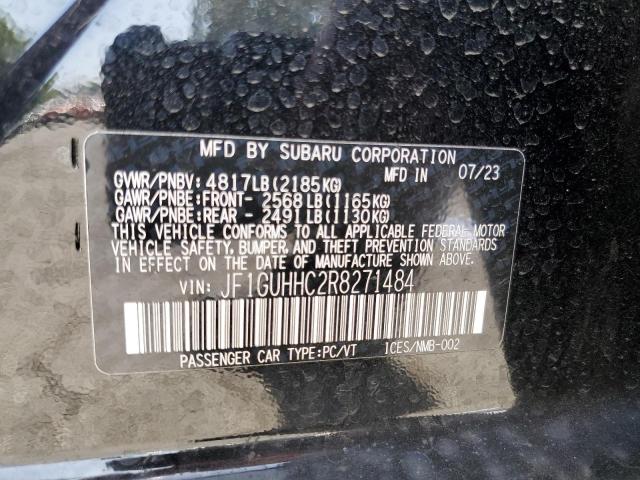 MFD BY SUBARU CORPORATION
MFD IN 07/23
GVWR/PNBV: 4817LB(2185KG)
GAWR/PNBE:FRONT- 2568LB(1165KG)
GAWR/PNBE:REAR - 2491LB(1130KG)
THIS VEHICLE CONFORMS TO ALL APPLICABLE FEDERAL MOTOR
VEHICLE SAFETY, BUMPER, AND THEFT PREVENTION STANDARDS
IN EFFECT ON THE DATE OF MANUFACTURE SHOWN ABOVE.
VIN: JF1GUHHC2R8271484
PASSENGER CAR TYPE:PC/VT ICES/NMB-002